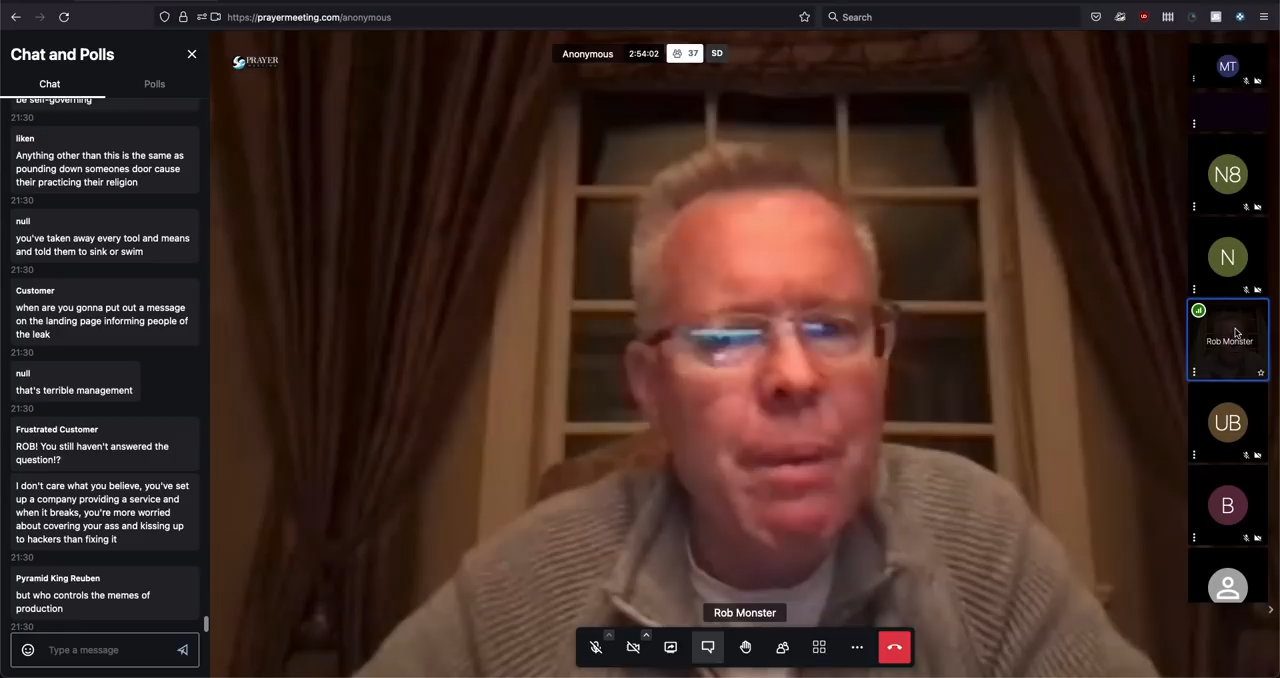 https://prayermeeting.com/anonymous
Search
Chat and Polls
Chat
Polls
be self-governing
21:30
liken
Anything other than this is the same as
pounding down someones door cause
their practicing their religion
21:30
null
you've taken away every tool and means
and told them to sink or swim
21:30
Customer
when are you gonna put out a message
on the landing page informing people of
the leak
21:30
null
that's terrible management
21:30
Frustrated Customer
ROB! You still haven't answered the
question!?
I don't care what you believe, you've set
up a company providing a service and
when it breaks, you're more worried
about covering your ass and kissing up
to hackers than fixing it
21:30
Pyramid King Reuben
but who controls the memes of
production
21:30
Type a message
PRAYER
MEETING
Anonymous
2:54:02
37
SD
Rob Monster
MT
N8
N
Rob Monster
UB
B